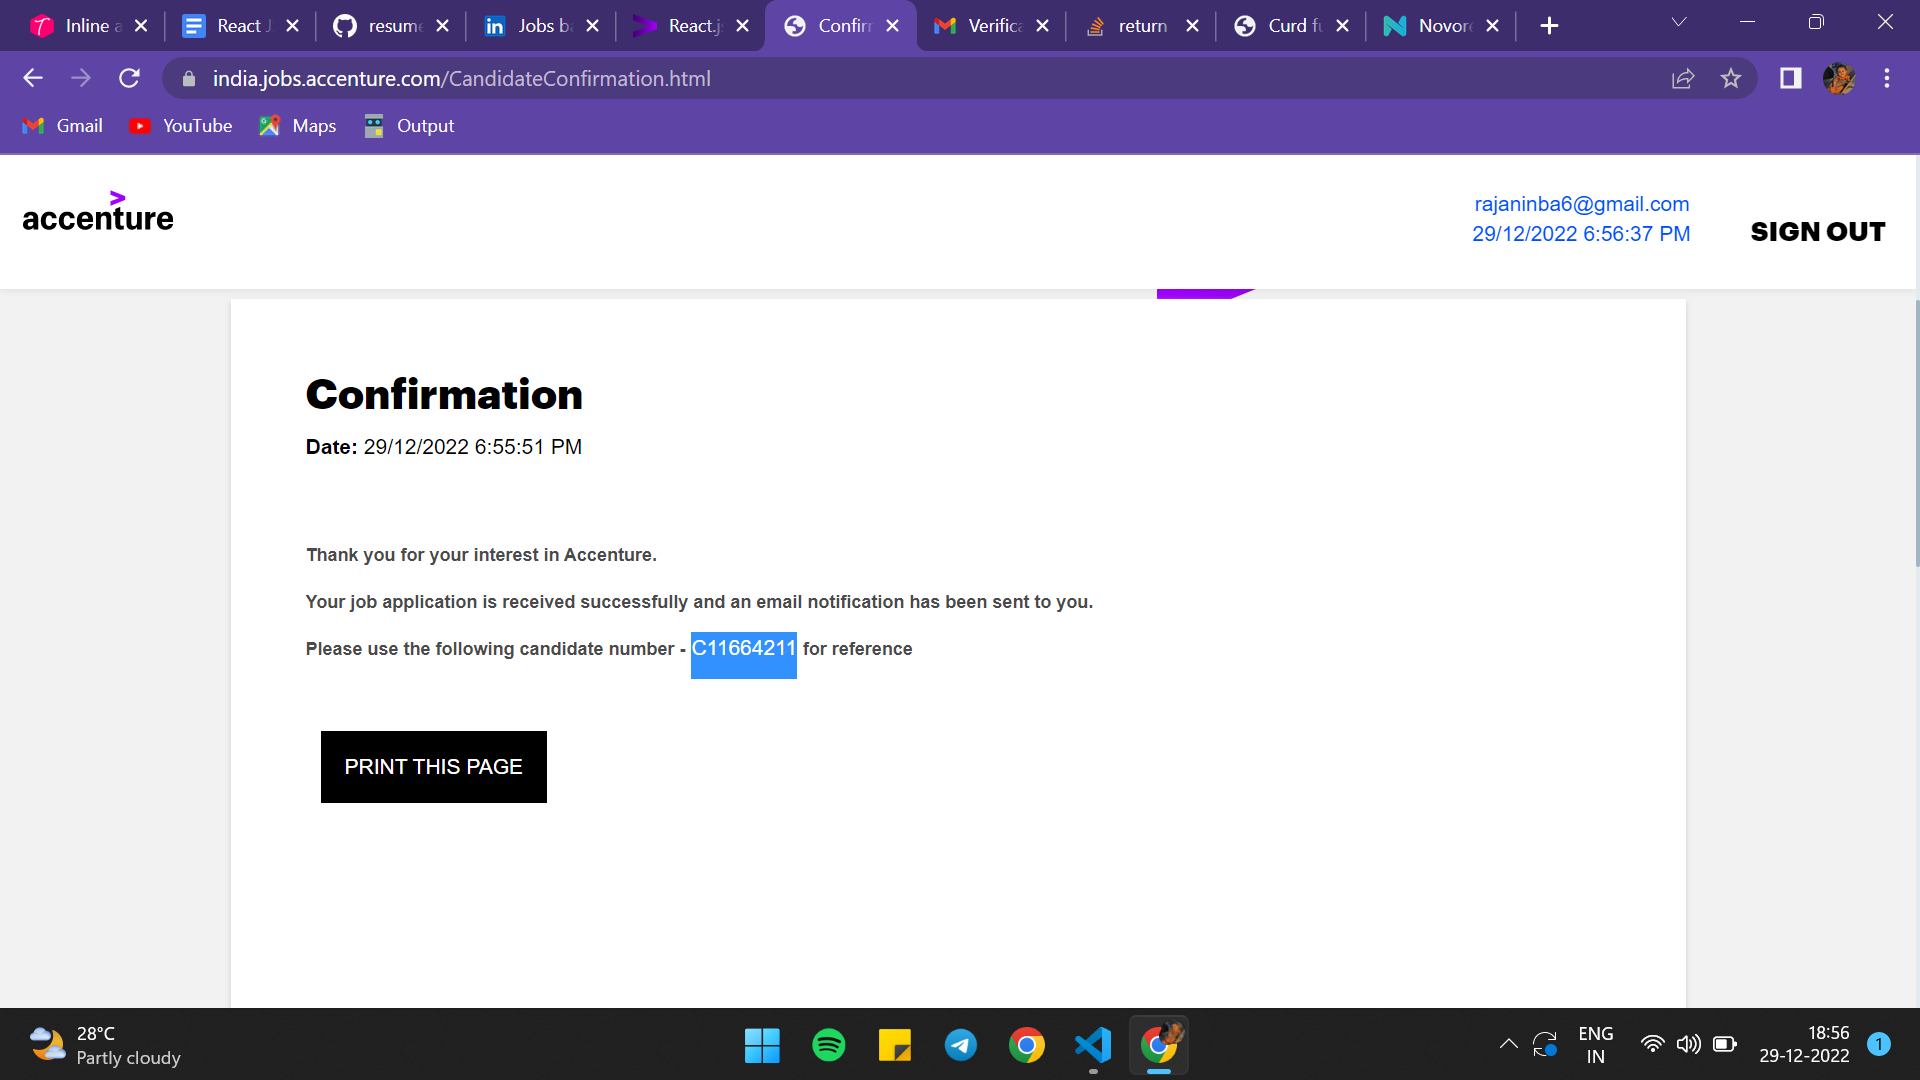 Inline a
React J
resume
Jobs ba
React.js
Confirm
Verifica
return
Curd fu
Novore
india.jobs.accenture.com/CandidateConfirmation.html
Gmail
YouTube
Maps
Output
accenture
rajaninba6@gmail.com
29/12/2022 6:56:37 PM
SIGN OUT
Confirmation
Date: 29/12/2022 6:55:51 PM
Thank you for your interest in Accenture.
Your job application is received successfully and an email notification has been sent to you.
Please use the following candidate number - C11664211 for reference
PRINT THIS PAGE
28°C
Partly cloudy
ENG
IN
18:56
29-12-2022
1